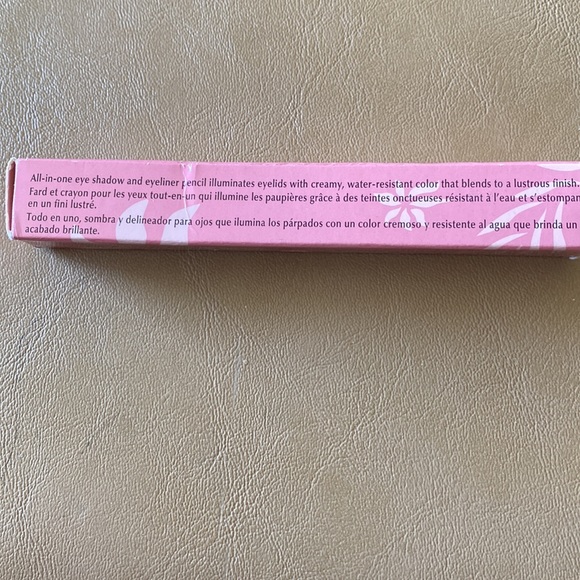 All-in-one eye shadow and eyeliner pencil illuminates eyelids with creamy, water-resistant color that blends to a lustrous finish.
Fard et crayon pour les yeux tout-en-un qui illumine les paupières grâce à des teintes onctueuses résistant à l'eau et s'estompan
en un fini lustré.
Todo en uno, sombra y delineador para ojos que ilumina los párpados con un color cremoso y resistente al agua que brinda un
acabado brillante.